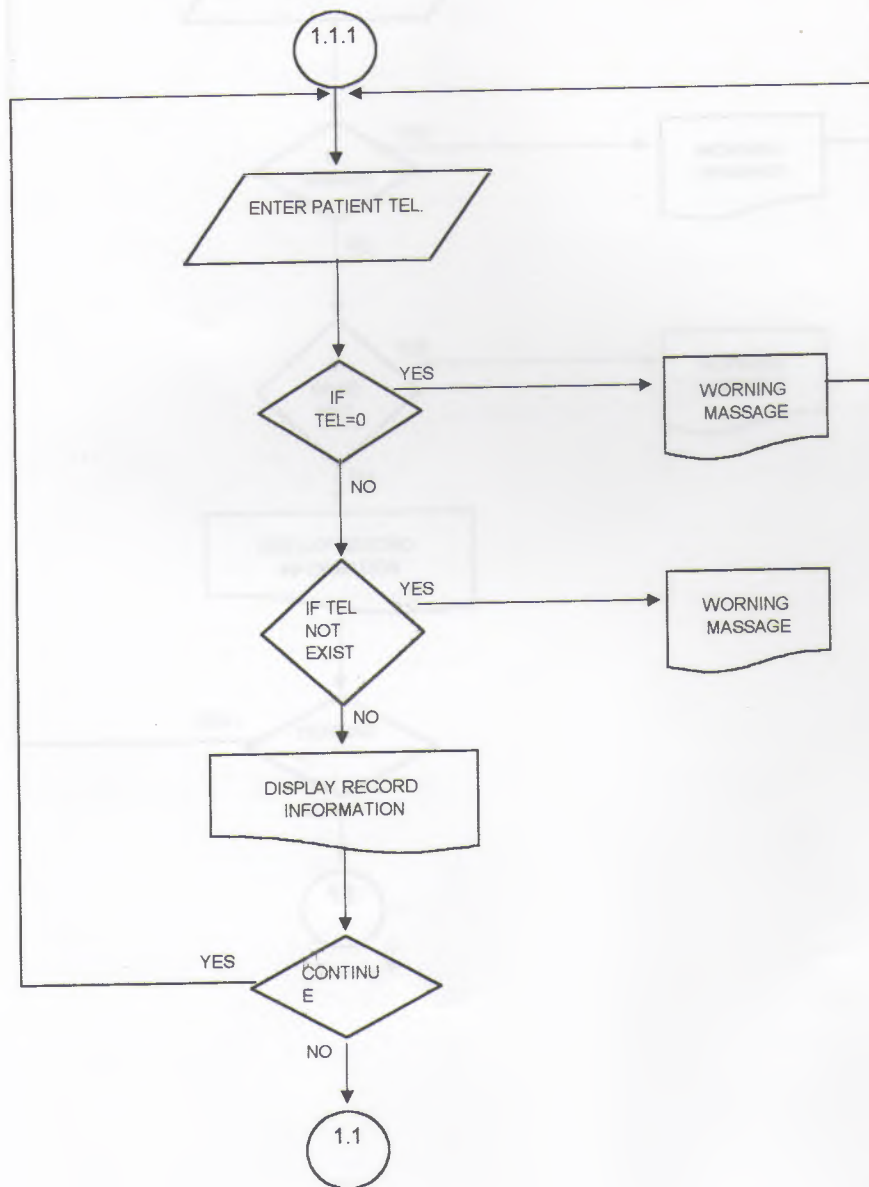 1.1.1
ENTER PATIENT TEL.
IF
TEL=0
YES
WORNING
MASSAGE
NO
IF TEL
NOT
EXIST
YES
WORNING
MASSAGE
NO
DISPLAY RECORD
INFORMATION
YES
CONTINU
E
NO
1.1